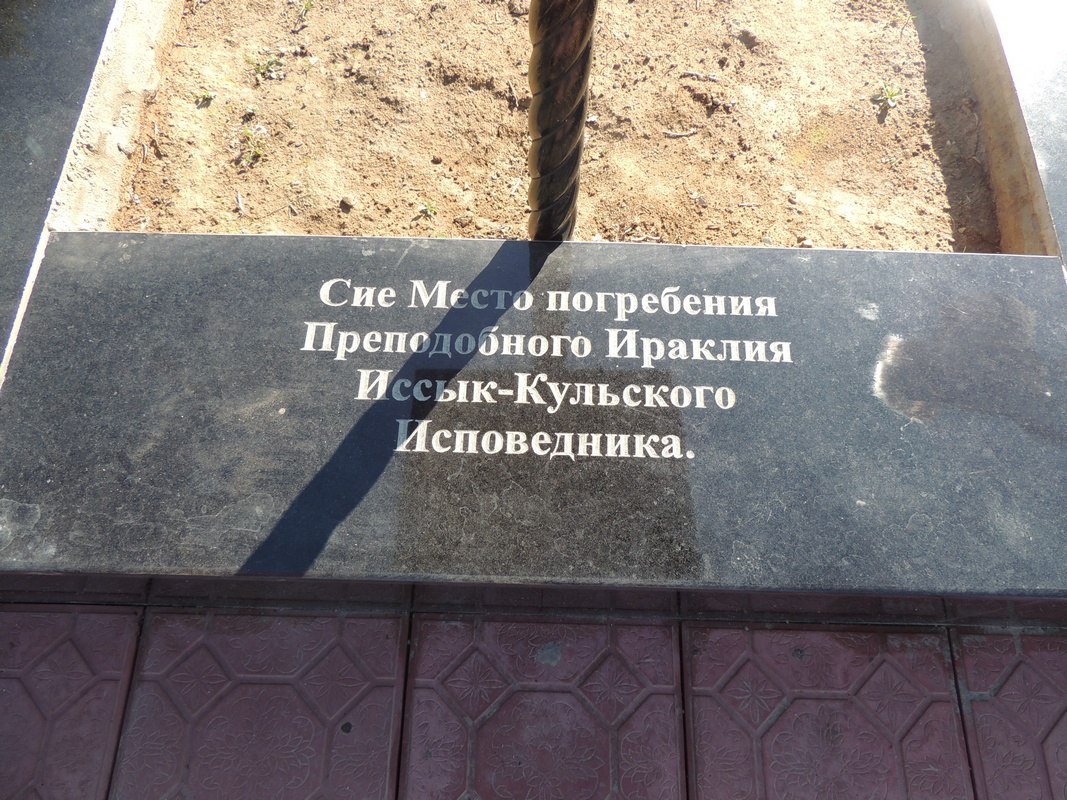 Сие Место погребения
Преподобного Ираклия
Иссык-Кульского
Исповедника.